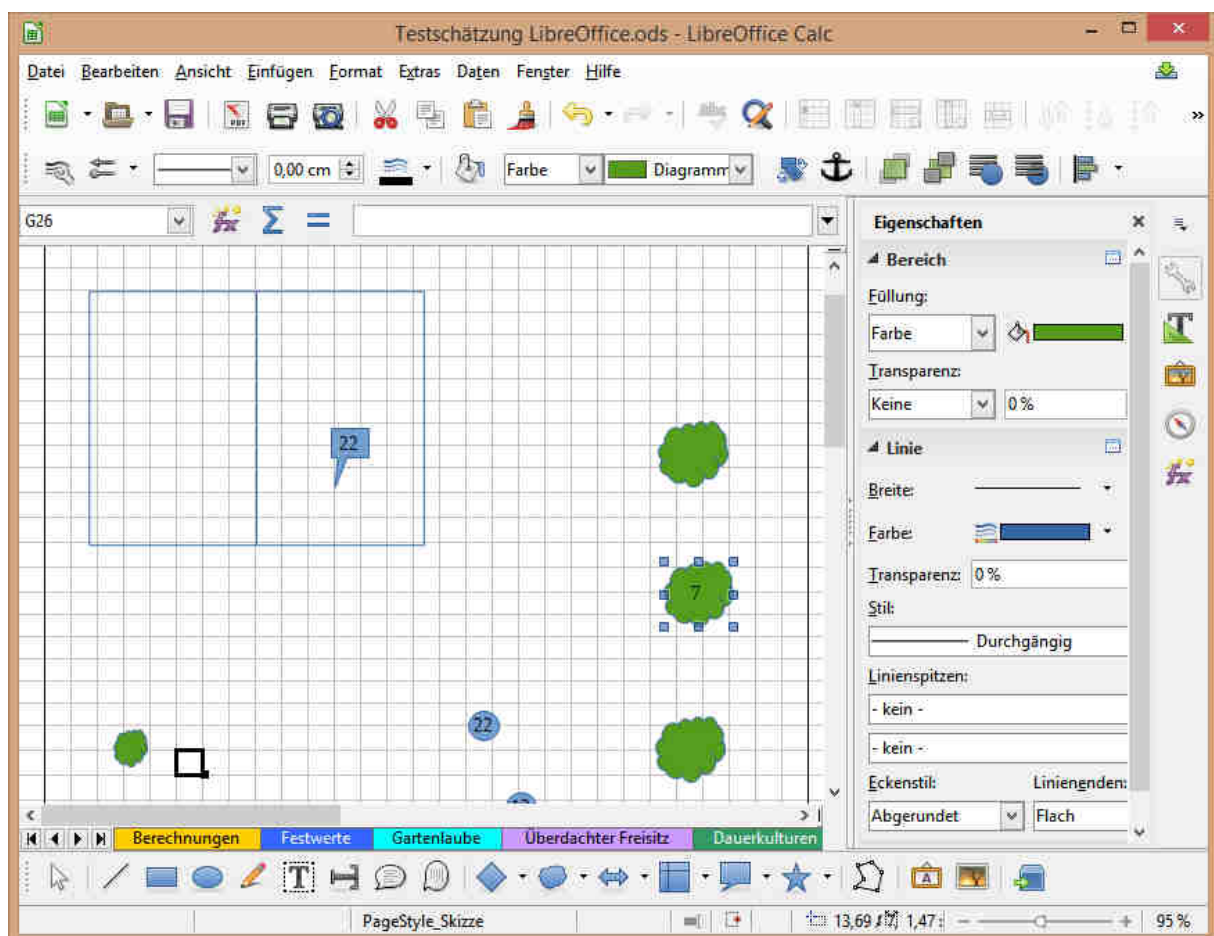 Testschätzung LibreOffice.ods - LibreOffice Calc
Datei Bearbeiten Ansicht Einfügen Format Extras Daten Fenster Hilfe
PDF
0,00 cm Farbe Diagramm
G26
Eigenschaften
Bereich
Füllung:
Farbe
Transparenz:
Keine 0 %
22
Linie
Breite:
Farbe:
7
Transparenz: 0 %
Stil:
Durchgängig
Linienspitzen:
- kein -
22
- kein -
Eckenstil: Linienenden:
Abgerundet Flach
Berechnungen Festwerte Gartenlaube Überdachter Freisitz Dauerkulturen
T
A
PageStyle_Skizze 13,69 1,47 95 %